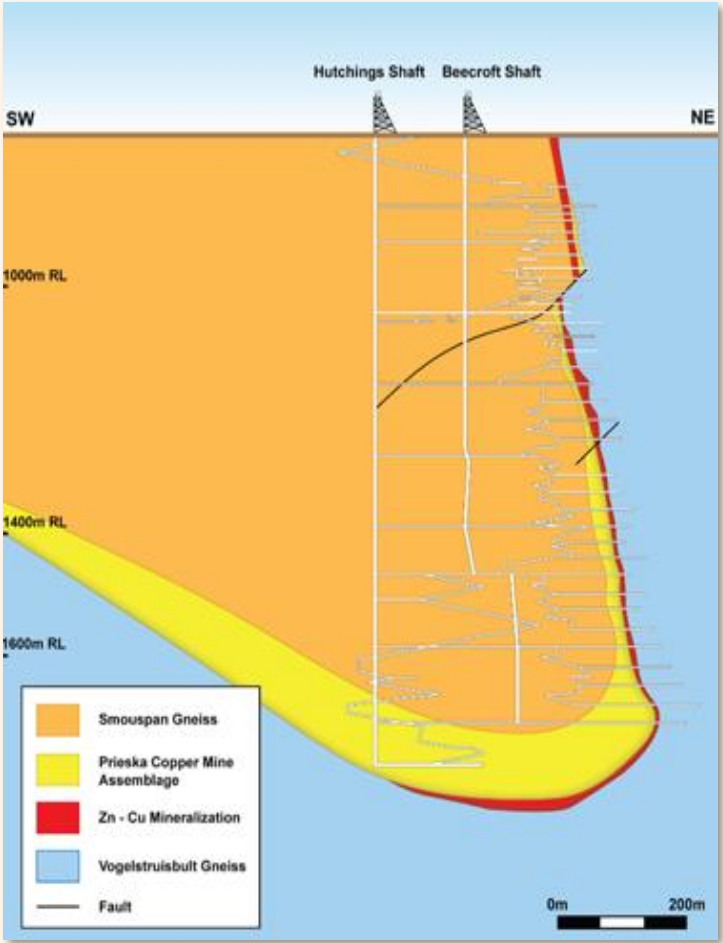 Hutchings Shaft Beecroft Shaft
SW NE
1000m RL
1400m RL
1600m RL
Smouspan Gneiss
Prieska Copper Mine
Assemblage
Zn - Cu Mineralization
Vogelstruisbult Gneiss
Fault
0m 200m